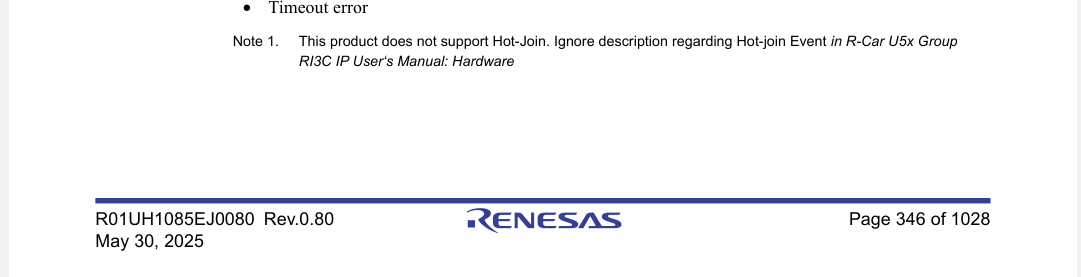 • Timeout error
Note 1. This product does not support Hot-Join. Ignore description regarding Hot-join Event in R-Car U5x Group
RI3C IP User's Manual: Hardware
R01UH1085EJ0080 Rev.0.80
RENESAS
Page 346 of 1028
May 30, 2025